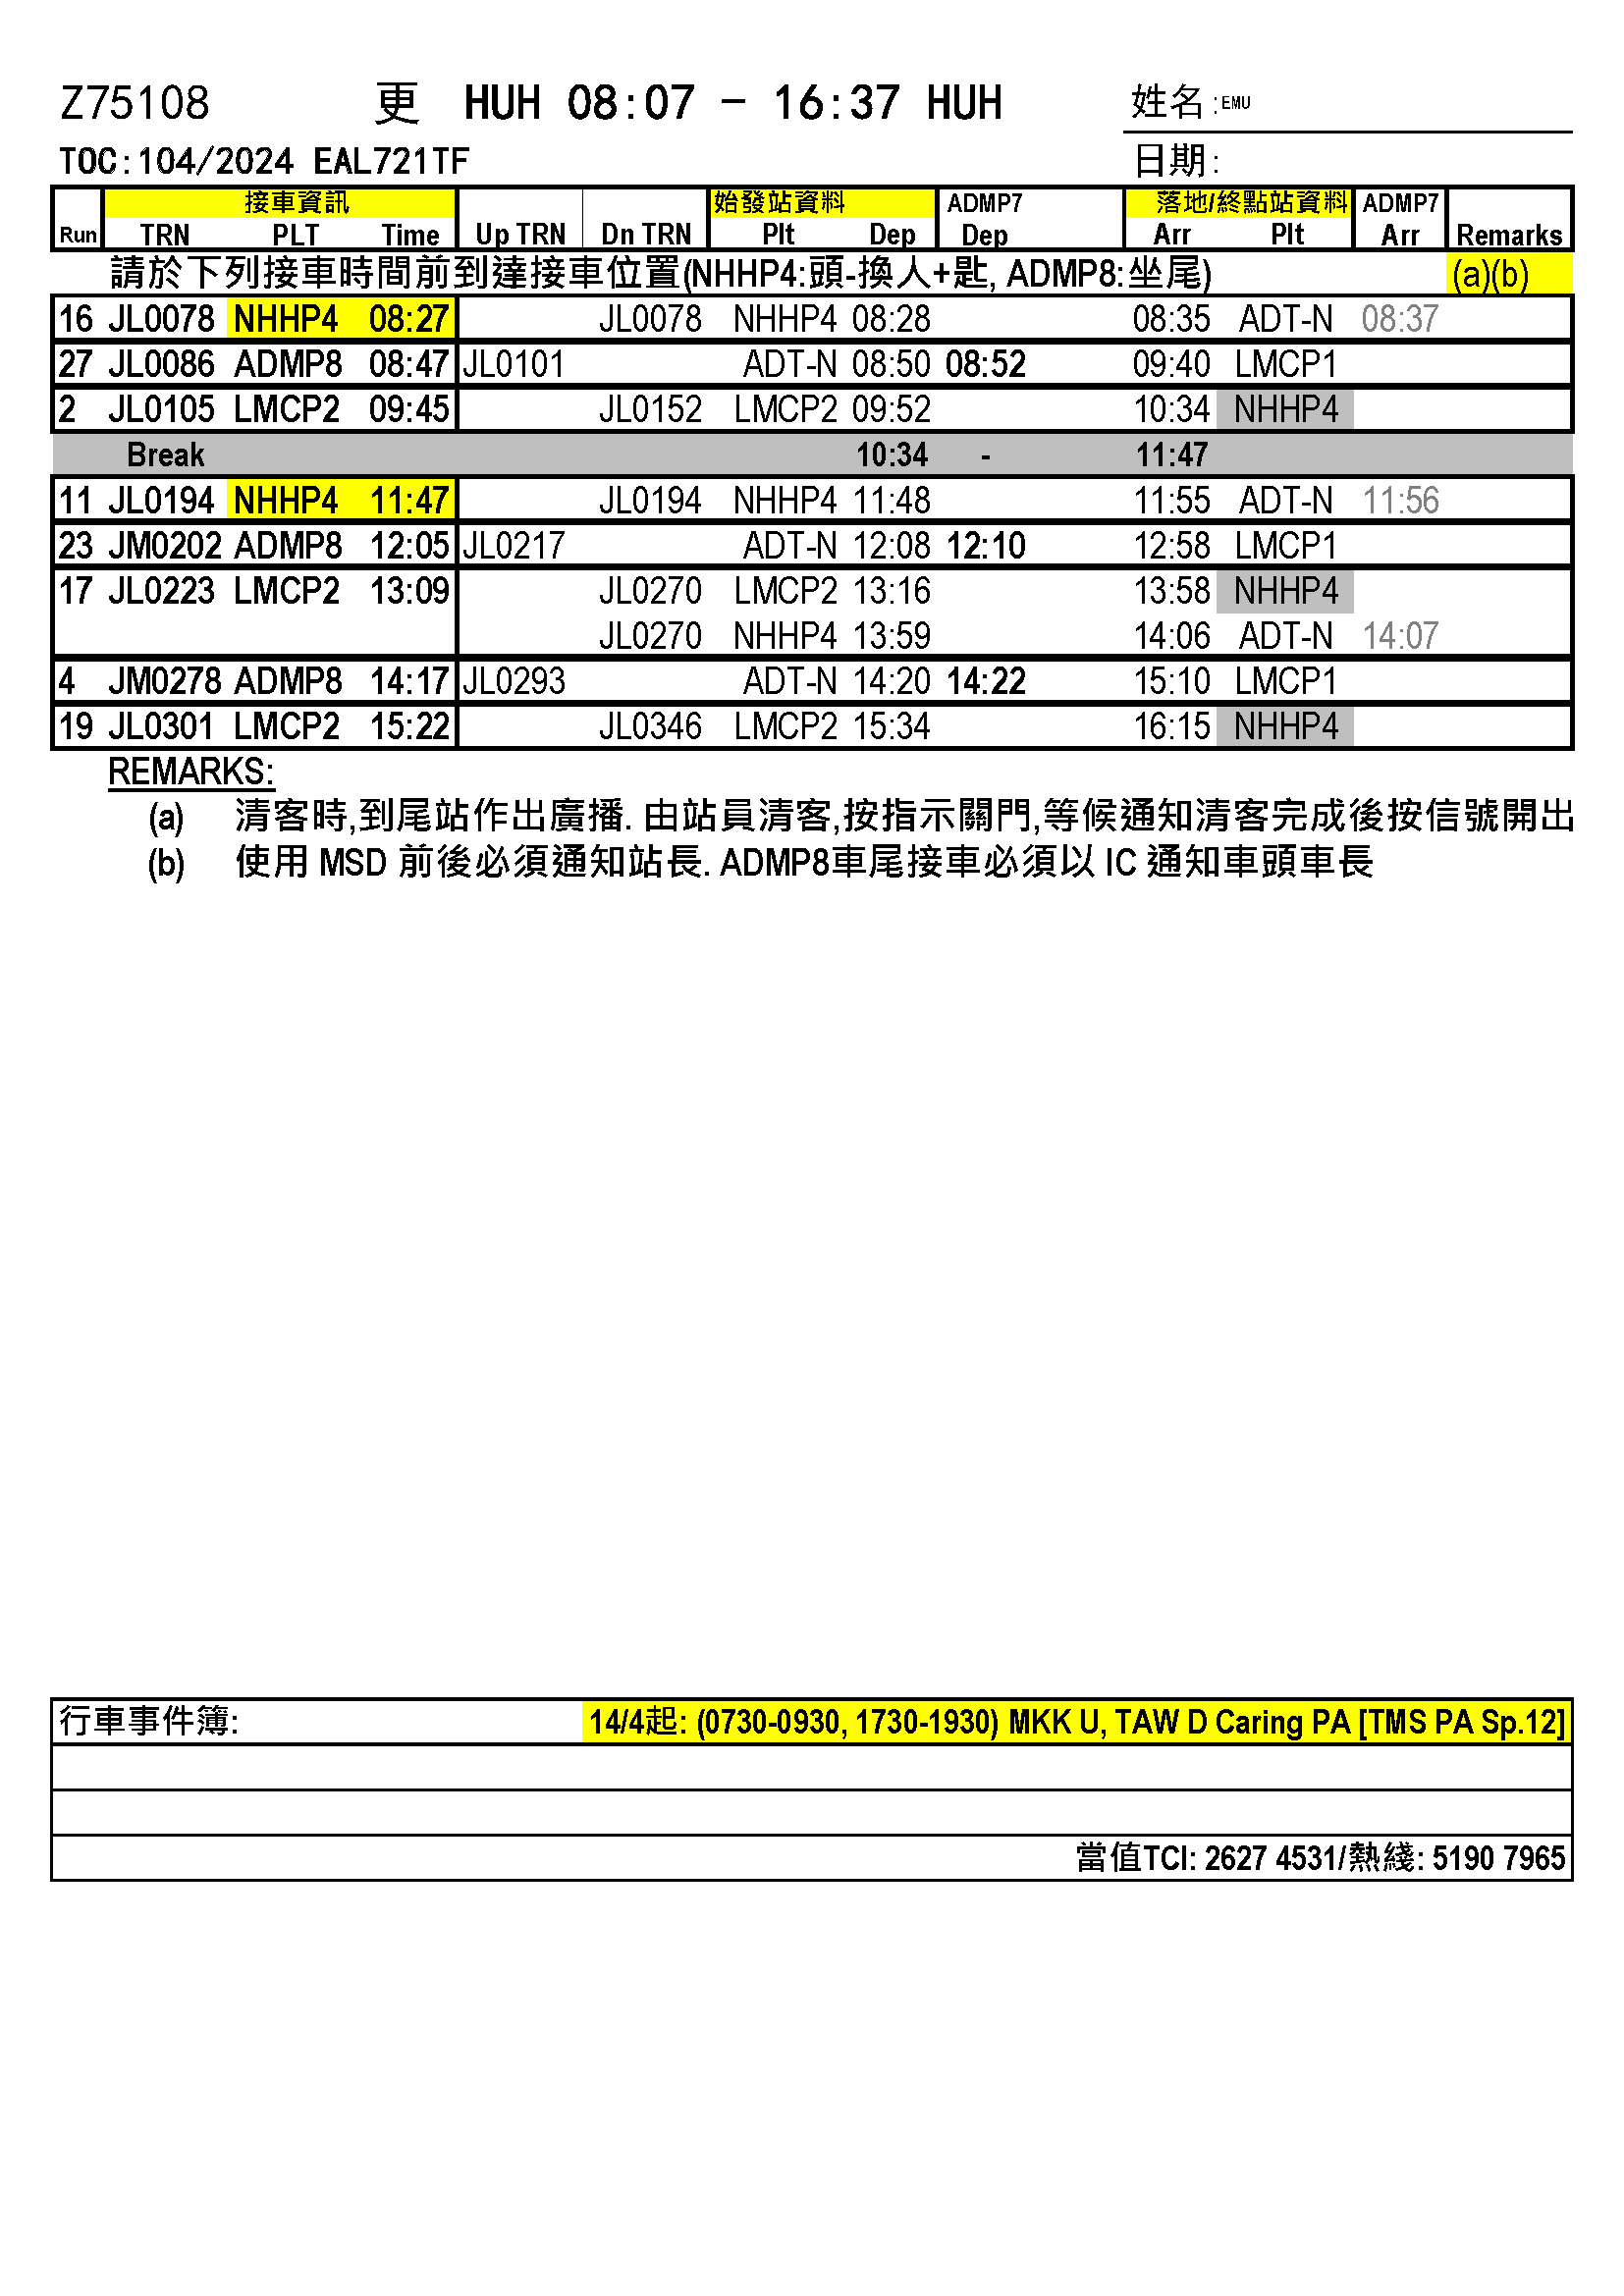 Z75108 更 HUH 08:07 - 16:37 HUH 姓名:EMU
TOC:104/2024 EAL721TF 日期:
接車資訊 始發站資料 ADMP7 落地/終點站資料 ADMP7
Run TRN PLT Time Up TRN Dn TRN Plt Dep Dep Arr Plt Arr Remarks
請於下列接車時間前到達接車位置(NHHP4:頭-換人+匙, ADMP8:坐尾) (a)(b)
16 JL0078 NHHP4 08:27 JL0078 NHHP4 08:28 08:35 ADT-N 08:37
27 JL0086 ADMP8 08:47 JL0101 ADT-N 08:50 08:52 09:40 LMCP1
2 JL0105 LMCP2 09:45 JL0152 LMCP2 09:52 10:34 NHHP4
Break 10:34 - 11:47
11 JL0194 NHHP4 11:47 JL0194 NHHP4 11:48 11:55 ADT-N 11:56
23 JM0202 ADMP8 12:05 JL0217 ADT-N 12:08 12:10 12:58 LMCP1
17 JL0223 LMCP2 13:09 JL0270 LMCP2 13:16 13:58 NHHP4
JL0270 NHHP4 13:59 14:06 ADT-N 14:07
4 JM0278 ADMP8 14:17 JL0293 ADT-N 14:20 14:22 15:10 LMCP1
19 JL0301 LMCP2 15:22 JL0346 LMCP2 15:34 16:15 NHHP4
REMARKS:
(a) 清客時,到尾站作出廣播. 由站員清客,按指示關門,等候通知清客完成後按信號開出
(b) 使用 MSD 前後必須通知站長. ADMP8車尾接車必須以 IC 通知車頭車長
行車事件簿: 14/4起: (0730-0930, 1730-1930) MKK U, TAW D Caring PA [TMS PA Sp.12]
當值TCI: 2627 4531/熱綫: 5190 7965